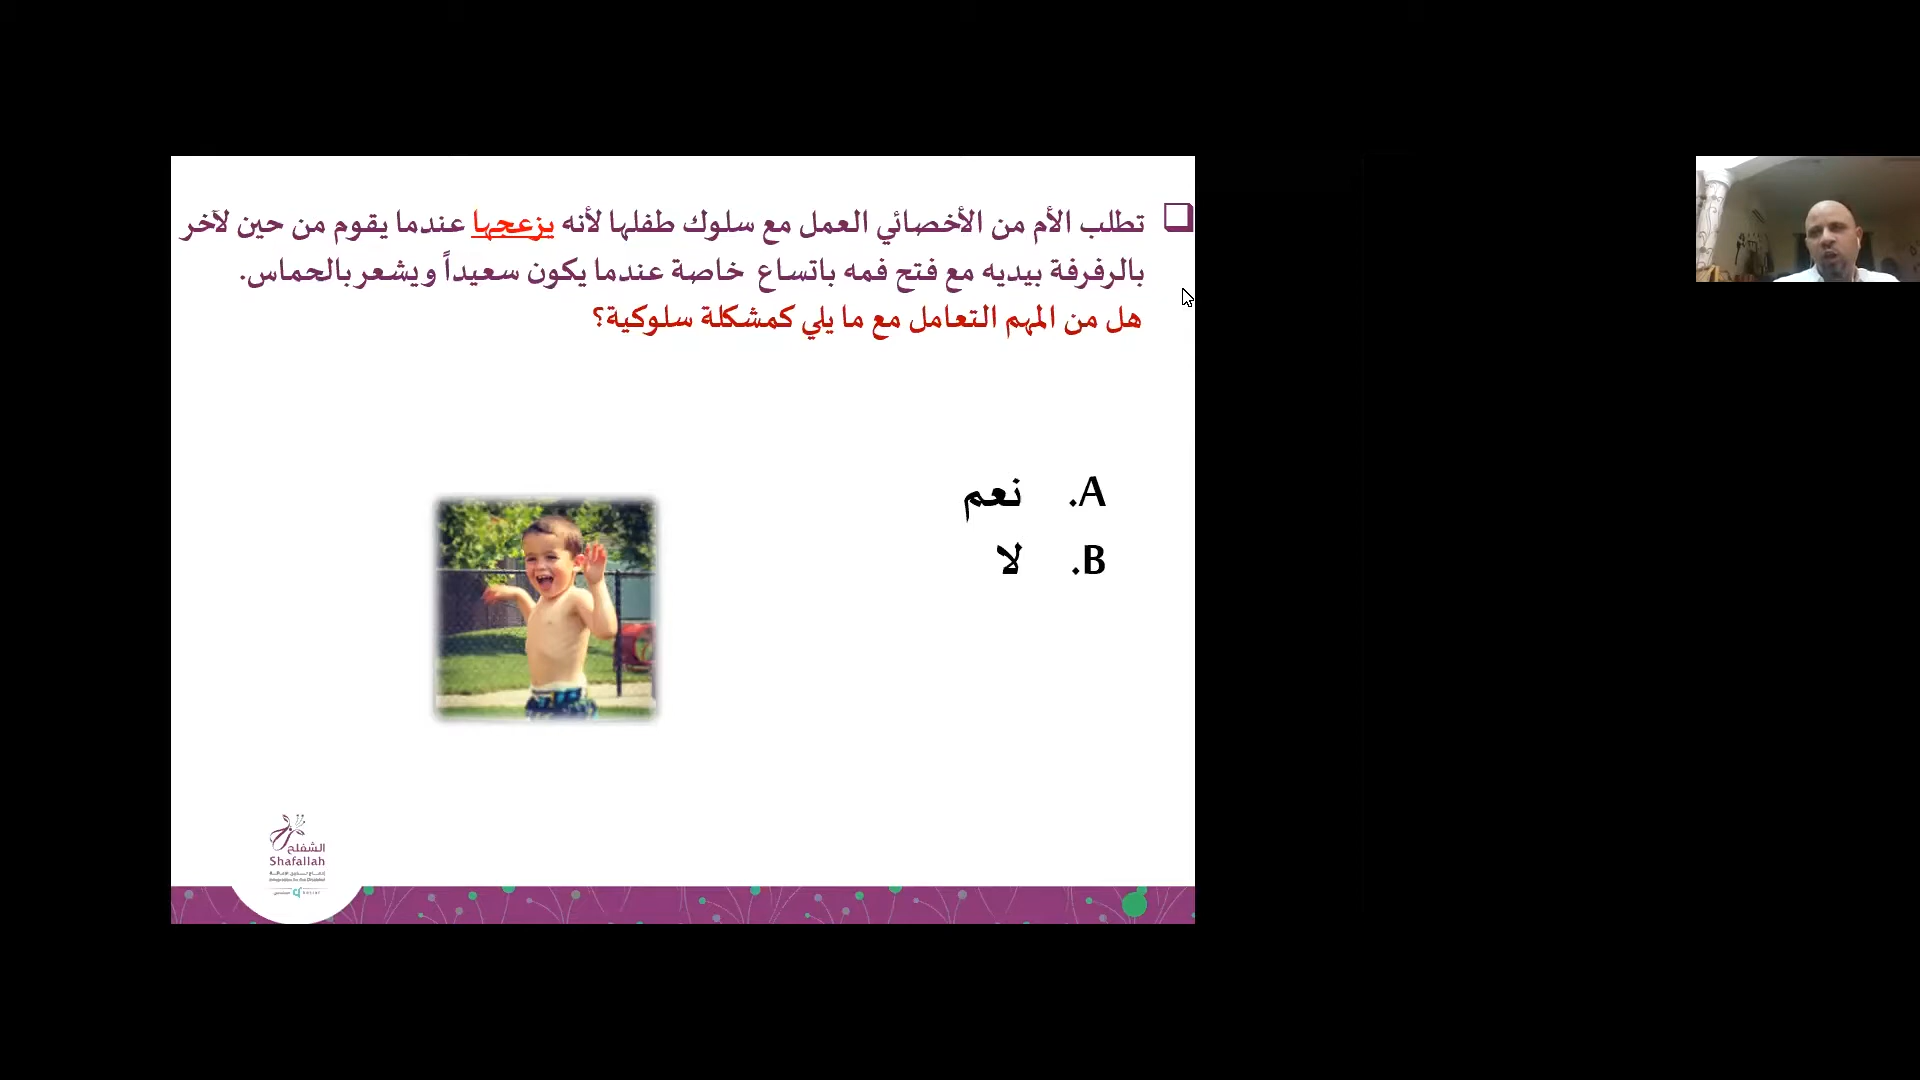 تطلب الأم من الأخصائي العمل مع سلوك طفلها لأنه يزعجها عندما يقوم من حين لآخر
بالرفرفة بيديه مع فتح فمه باتساع خاصة عندما يكون سعيداً ويشعر بالحماس.
هل من المهم التعامل مع ما يلي كمشكلة سلوكية؟
A. نعم
B. لا
الشفلح
Shafallah